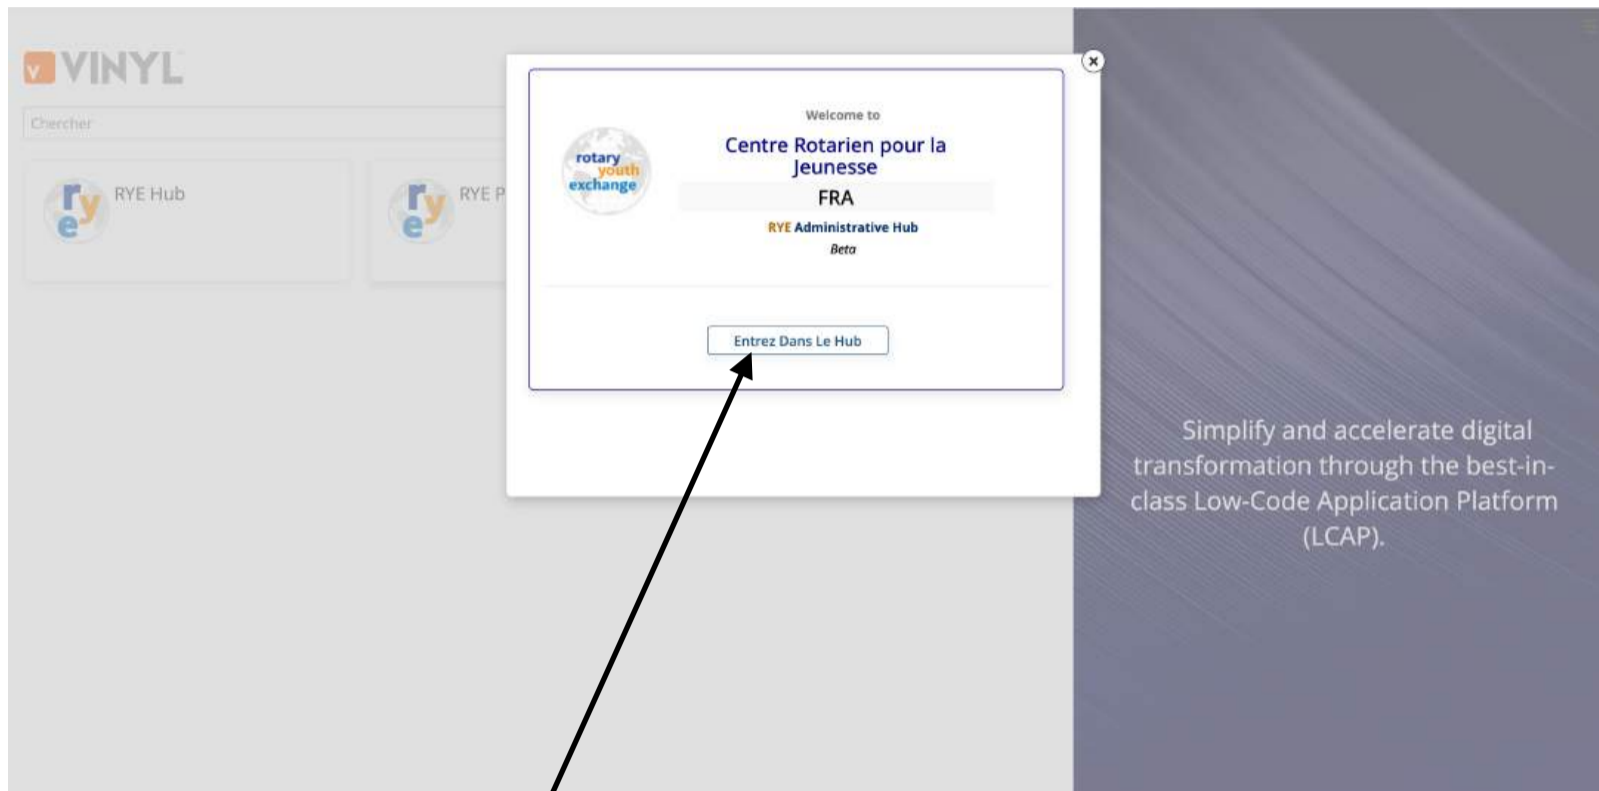 VINYL
Chercher
RYE Hub
RYE P
Welcome to
Centre Rotarien pour la
Jeunesse
FRA
RYE Administrative Hub
Beta
Entrez Dans Le Hub
rotary
youth
exchange
Simplify and accelerate digital
transformation through the best-in-
class Low-Code Application Platform
(LCAP).